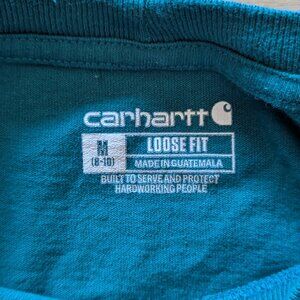 carhartt
M
(8-10)
LOOSE FIT
MADE IN GUATEMALA
BUILT TO SERVE AND PROTECT
HARDWORKING PEOPLE